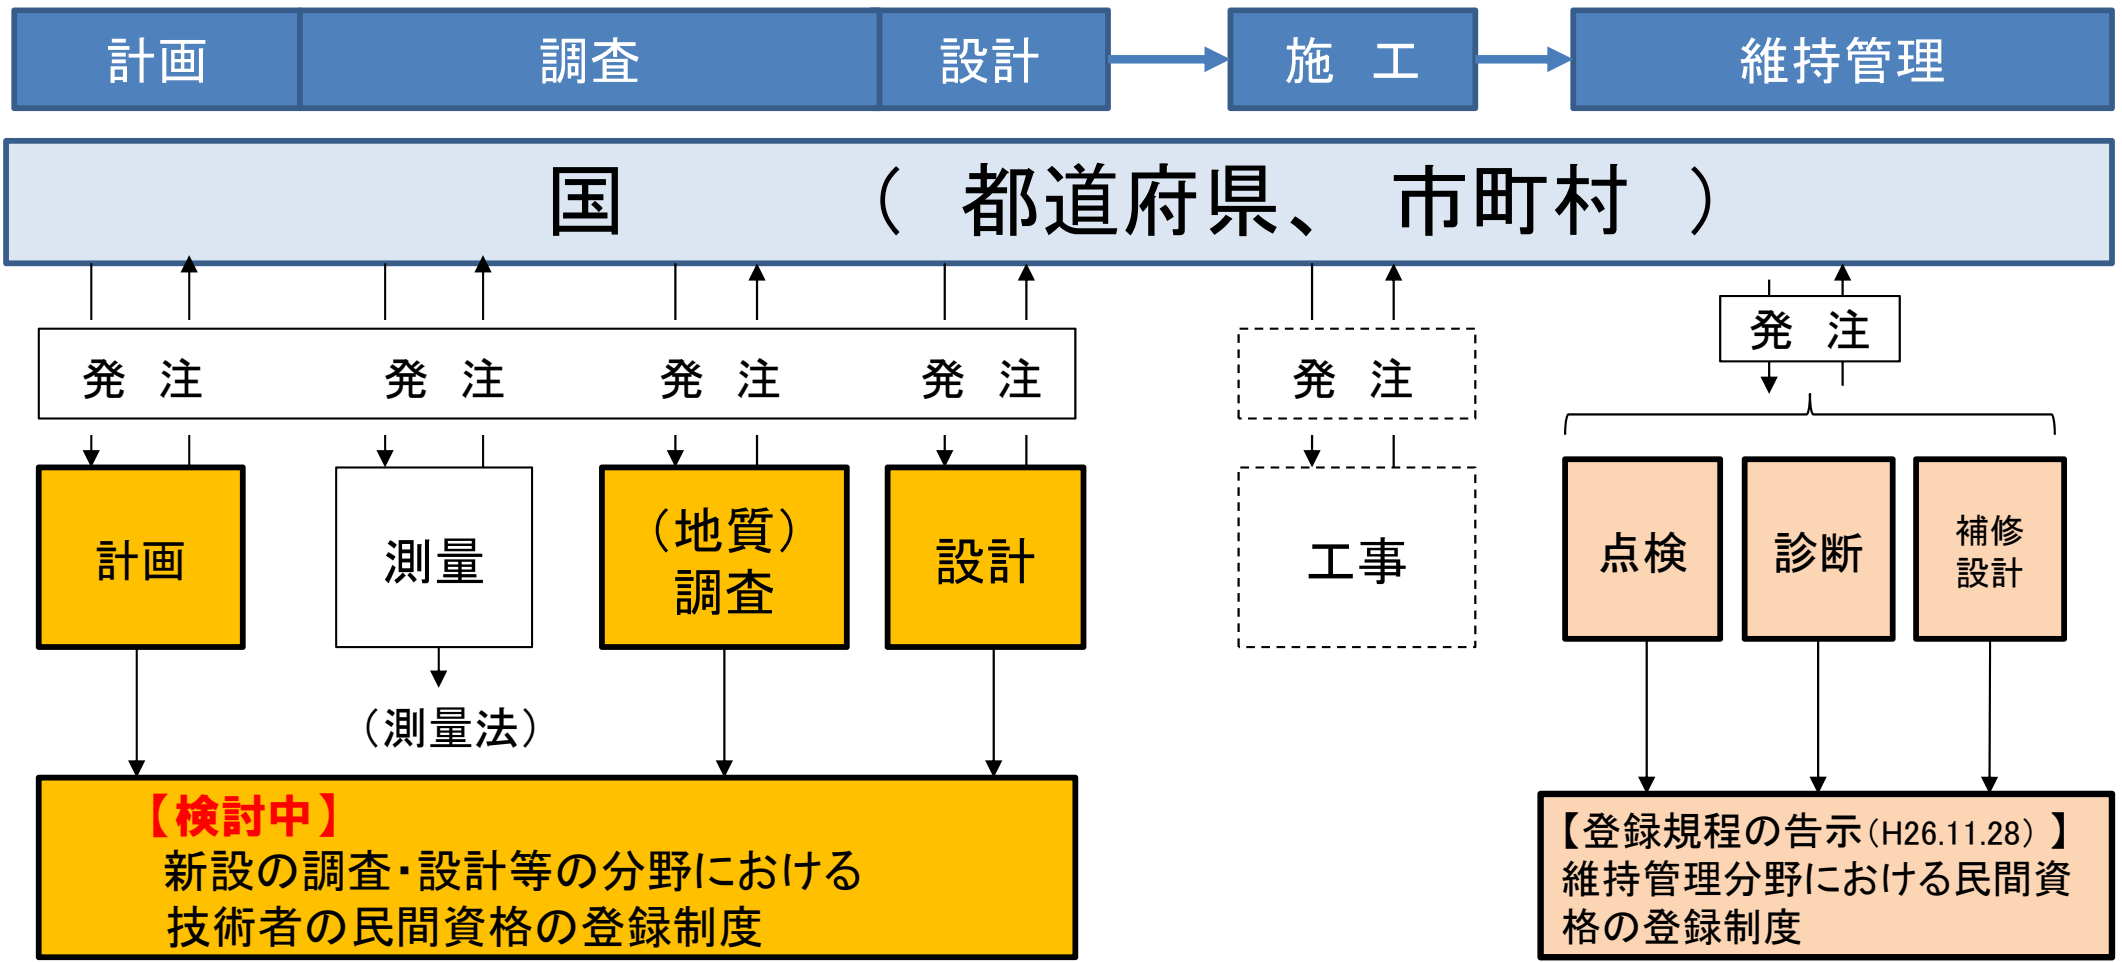 計画 調査 設計 施 工 維持管理
国 ( 都道府県、 市町村 )
発 注 発 注 発 注 発 注 発 注 発 注
計画
測量
(地質)
調査
設計
工事
点検
診断
補修
設計
(測量法)
【検討中】
新設の調査・設計等の分野における
技術者の民間資格の登録制度
【登録規程の告示(H26.11.28)】
維持管理分野における民間資
格の登録制度